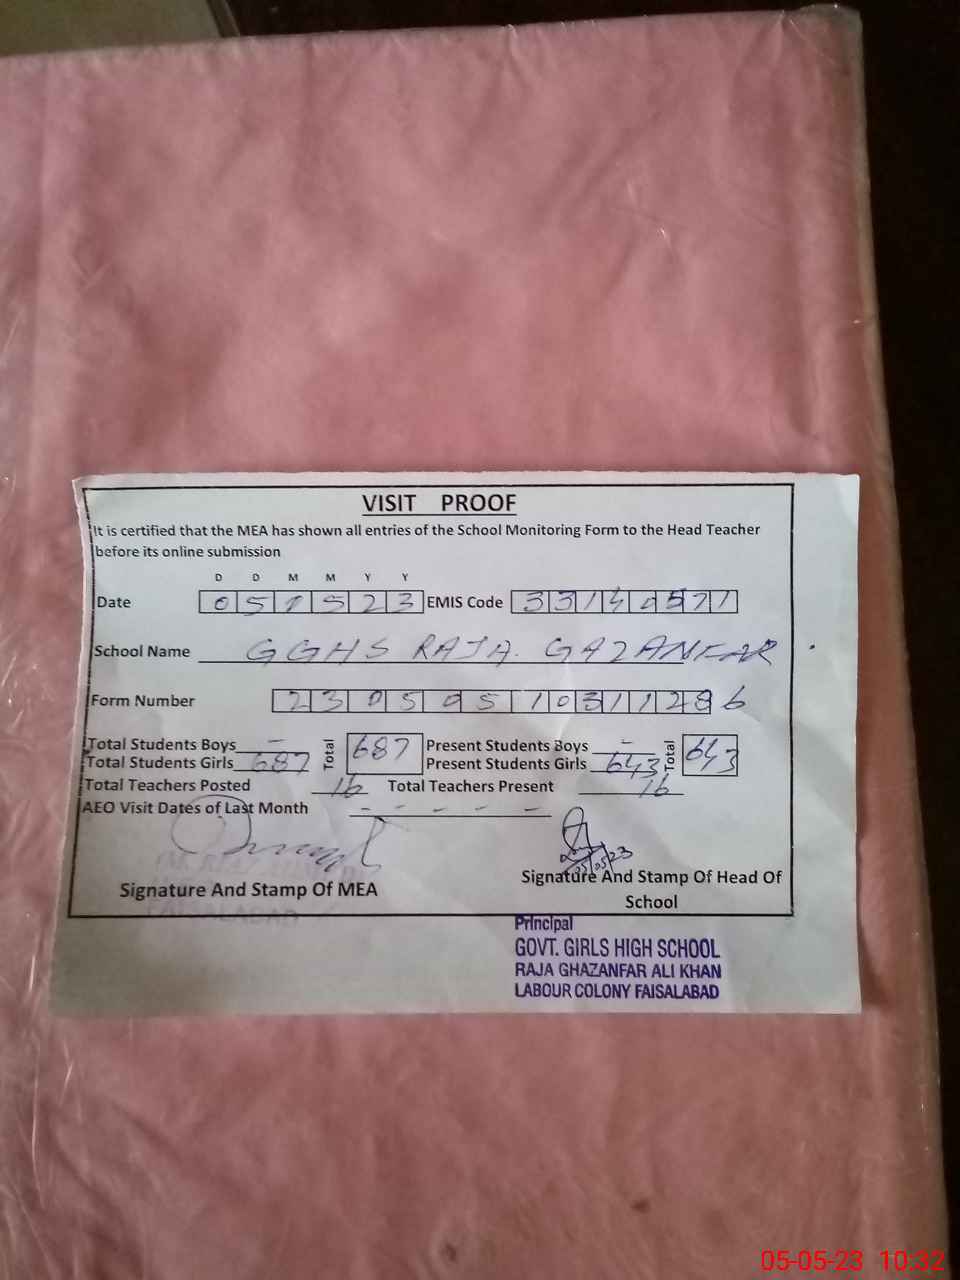 VISIT PROOF
It is certified that the MEA has shown all entries of the School Monitoring Form to the Head Teacher
before its online submission
D D M M Y Y
Date 0 5 0 5 2 3 EMIS Code 3 3 1 4 0 5 7 1
School Name GGHS RAJA. GAZANFAR
Form Number 2 3 0 5 0 5 1 0 3 1 1 2 8 6
Total Students Boys - Total 687 Present Students Boys - Total 643
Total Students Girls 687 Present Students Girls 643
Total Teachers Posted 16 Total Teachers Present 16
AEO Visit Dates of Last Month - - - - -
05/05/23
Signature And Stamp Of MEA Signature And Stamp Of Head Of
School
FAISALABAD
Principal
GOVT. GIRLS HIGH SCHOOL
RAJA GHAZANFAR ALI KHAN
LABOUR COLONY FAISALABAD
05-05-23 10:32